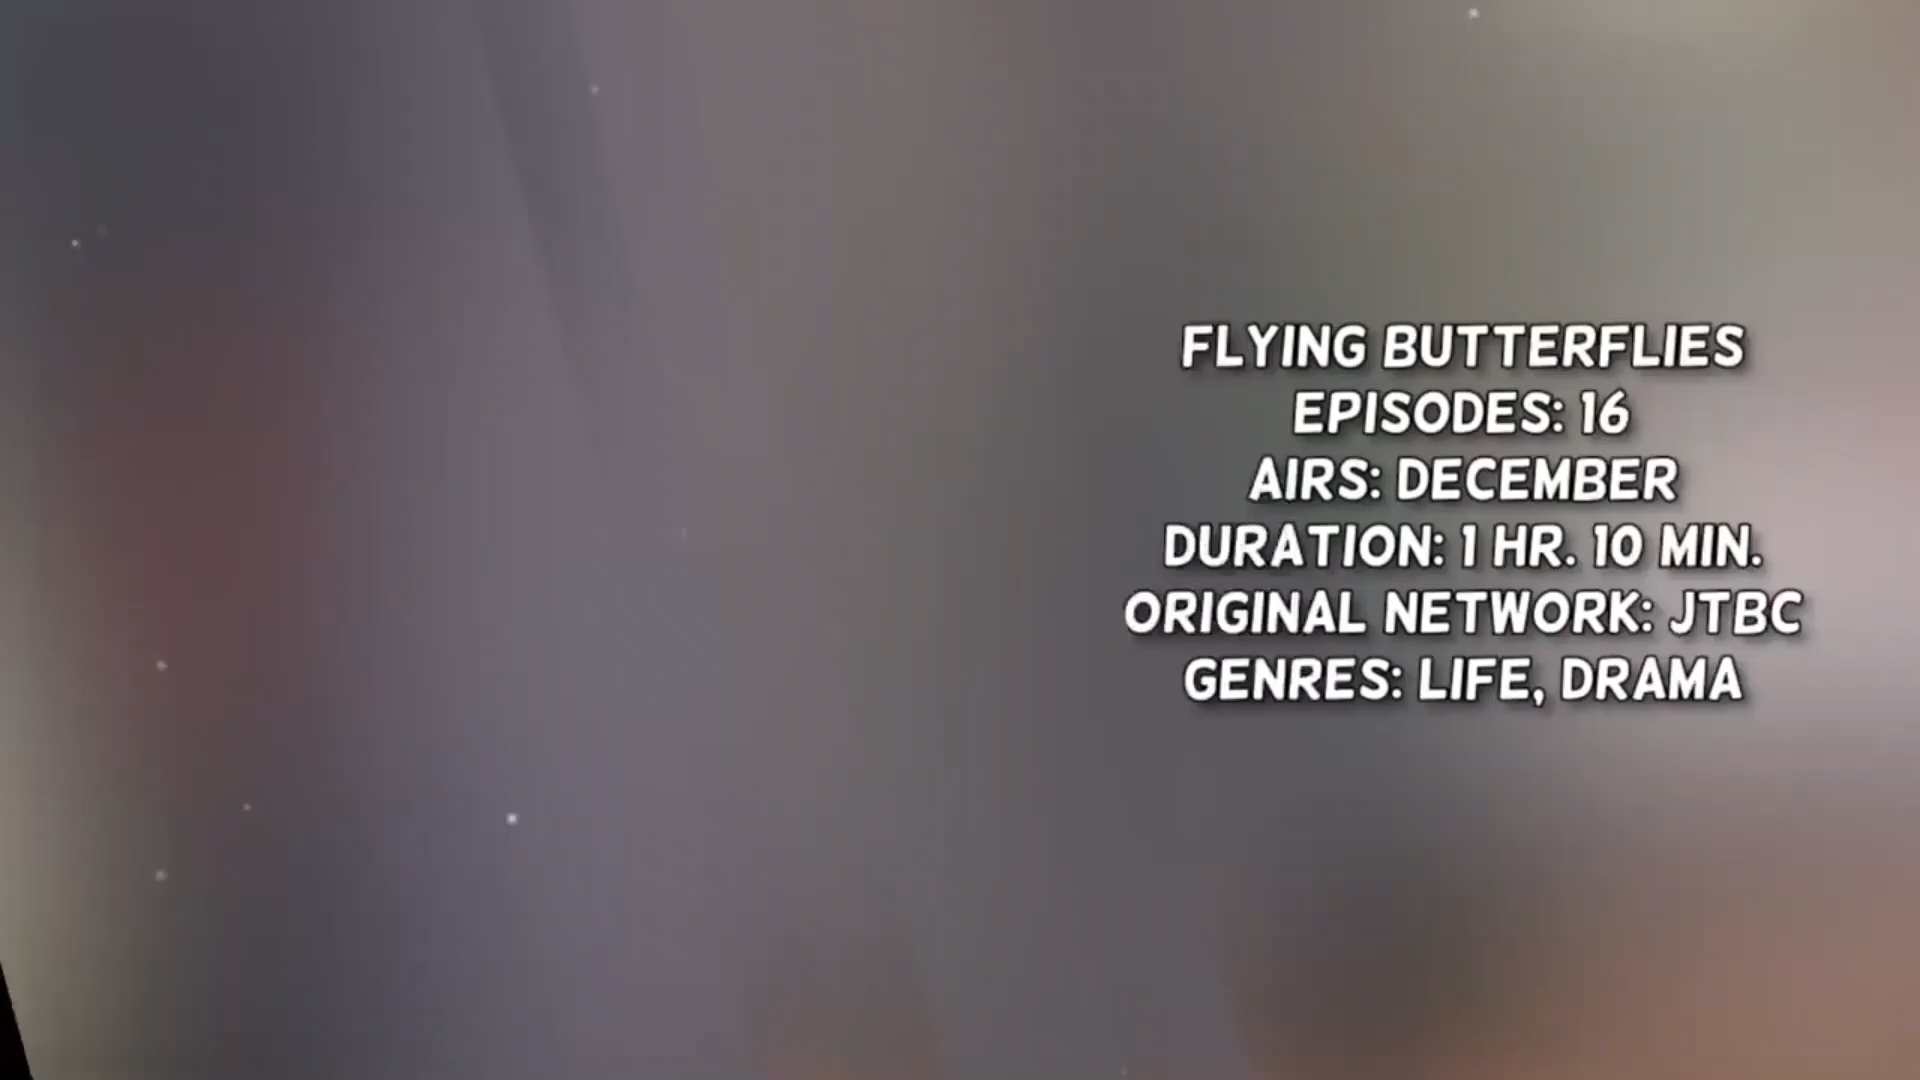 FLYING BUTTERFLIES
EPISODES: 16
AIRS: DECEMBER
DURATION: 1 HR. 10 MIN.
ORIGINAL NETWORK: JTBC
GENRES: LIFE, DRAMA